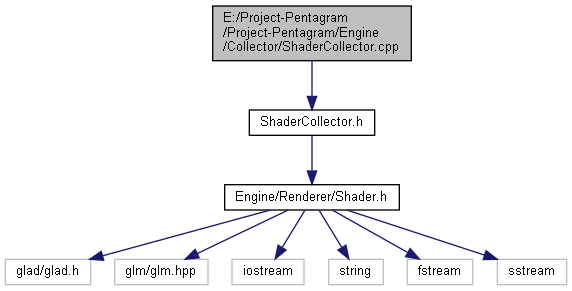 E:/Project-Pentagram
/Project-Pentagram/Engine
/Collector/ShaderCollector.cpp
ShaderCollector.h
Engine/Renderer/Shader.h
glad/glad.h
glm/glm.hpp
iostream
string
fstream
sstream